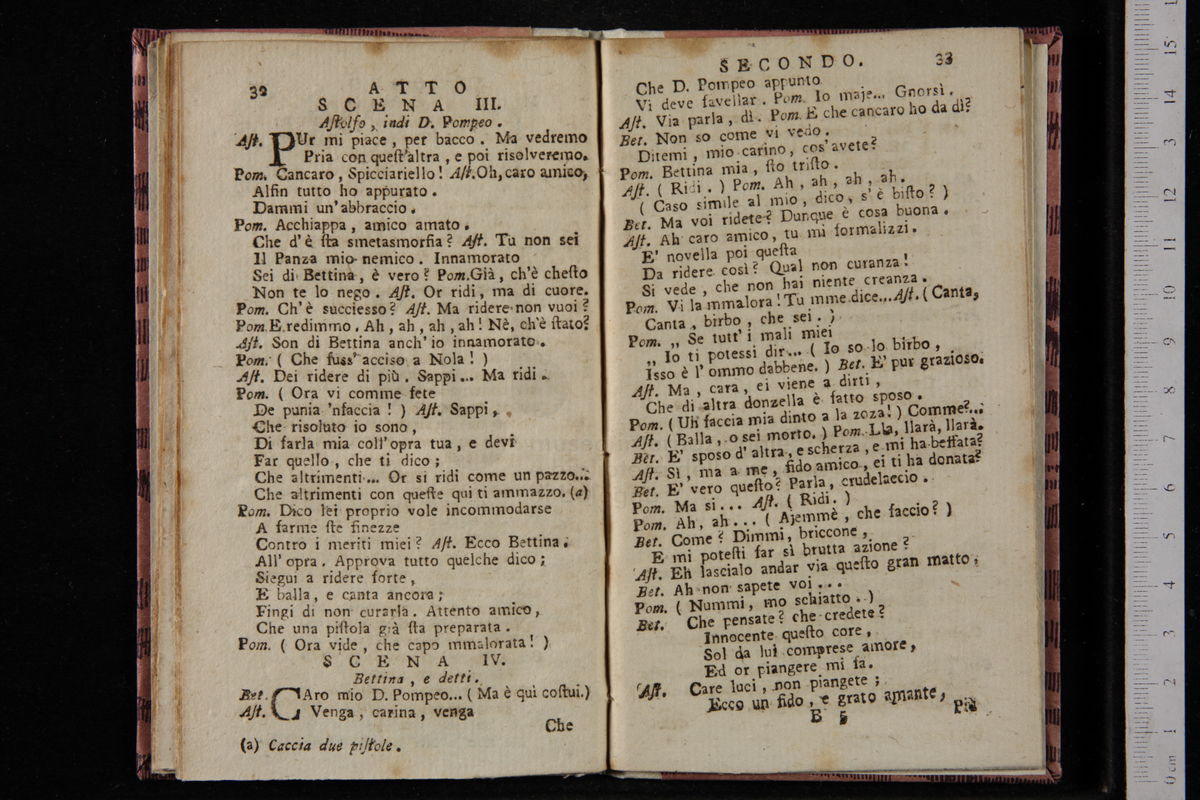 32
ATTO
SCENA III.
Aſtolfo, indi D. Pompeo.
Aſt. PUr mi piace, per bacco. Ma vedremo
Pria con queſt'altra, e poi risolveremo.
Pom. Cancaro, Spicciariello! Aſt. Oh, caro amico,
Alfin tutto ho appurato.
Dammi un'abbraccio.
Pom. Acchiappa, amico amato.
Che d'è ſta smetasmorfia? Aſt. Tu non sei
Il Panza mio nemico. Innamorato
Sei di Bettina, è vero? Pom. Già, ch'è cheſto
Non te lo nego. Aſt. Or ridi, ma di cuore.
Pom. Ch'è succiesso? Aſt. Ma ridere non vuoi?
Pom. E redimmo. Ah, ah, ah, ah! Nè, ch'è ſtato?
Aſt. Son di Bettina anch'io innamorato.
Pom. (Che fuss' acciso a Nola!)
Aſt. Dei ridere di più. Sappi... Ma ridi.
Pom. (Ora vi comme fete
De punia 'nfaccia!) Aſt. Sappi,
Che risoluto io sono,
Di farla mia coll'opra tua, e devi
Far quello, che ti dico;
Che altrimenti... Or si ridi come un pazzo...
Che altrimenti con queſte qui ti ammazzo. (a)
Pom. Dico lei proprio vole incommodarse
A farme ſte finezze
Contro i meriti miei? Aſt. Ecco Bettina.
All'opra. Approva tutto quelche dico;
Siegui a ridere forte,
E balla, e canta ancora;
Fingi di non curarla. Attento amico,
Che una piſtola già ſta preparata.
Pom. (Ora vide, che capo mmalorata!)
SCENA IV.
Bettina, e detti.
Bet. CAro mio D. Pompeo... (Ma è qui coſtui.)
Aſt. Venga, carina, venga
Che
(a) Caccia due piſtole.
SECONDO. 33
Che D. Pompeo appunto
Vi deve favellar. Pom. Io maje... Gnorsì.
Aſt. Via parla, dì. Pom. E che cancaro ho da dì?
Bet. Non so come vi vedo.
Ditemi, mio carino, cos'avete?
Pom. Bettina mia, ſto triſto.
Aſt. (Ridi.) Pom. Ah, ah, ah, ah.
(Caso simile al mio, dico, s'è biſto?)
Bet. Ma voi ridete? Dunque è cosa buona.
Aſt. Ah caro amico, tu mi formalizzi.
E' novella poi queſta
Da ridere così? Qual non curanza!
Si vede, che non hai niente creanza.
Pom. Vi la mmalora! Tu mme dice... Aſt. (Canta,
Canta, birbo, che sei.)
Pom. „ Se tutt' i mali miei
„ Io ti potessi dir... (Io so lo birbo,
Isso è l'ommo dabbene.) Bet. E' pur grazioso.
Aſt. Ma, cara, ei viene a dirti,
Che di altra donzella è fatto sposo.
Pom. (Uh faccia mia dinto a la zoza!) Comme?...
Aſt. (Balla, o sei morto.) Pom. Lla, llarà, llarà.
Bet. E' sposo d'altra, e scherza, e mi ha beffata?
Aſt. Sì, ma a me, fido amico, ei ti ha donata?
Bet. E' vero queſto? Parla, crudelaccio.
Pom. Ma si... Aſt. (Ridi.)
Pom. Ah, ah... (Ajemmè, che faccio?)
Bet. Come? Dimmi, briccone,
E mi poteſti far sì brutta azione?
Aſt. Eh lascialo andar via queſto gran matto;
Bet. Ah non sapete voi...
Pom. (Nummi, mo schiatto.)
Bet. Che pensate? che credete?
Innocente queſto core,
Sol da lui comprese amore,
Ed or piangere mi fa.
Aſt. Care luci, non piangete;
Ecco un fido, e grato amante,
B 5
Più